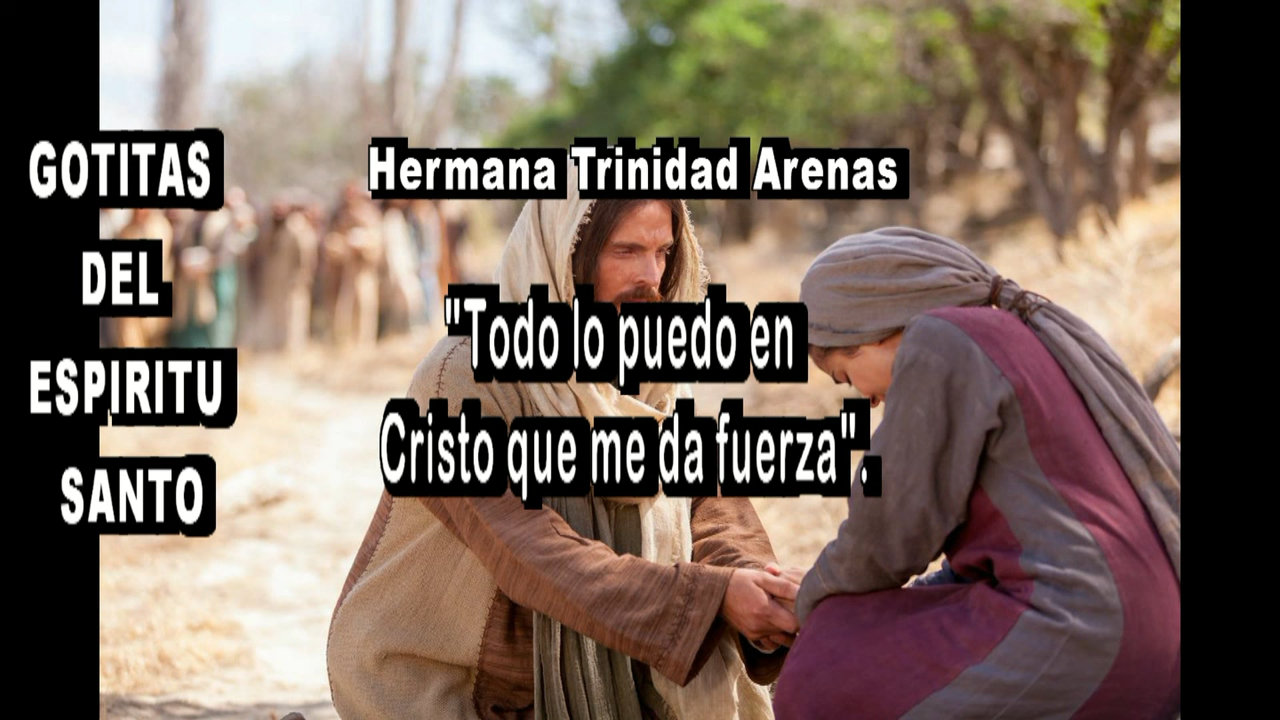 GOTITAS
DEL
ESPIRITU
SANTO
Hermana Trinidad Arenas
"Todo lo puedo en
Cristo que me da fuerza".